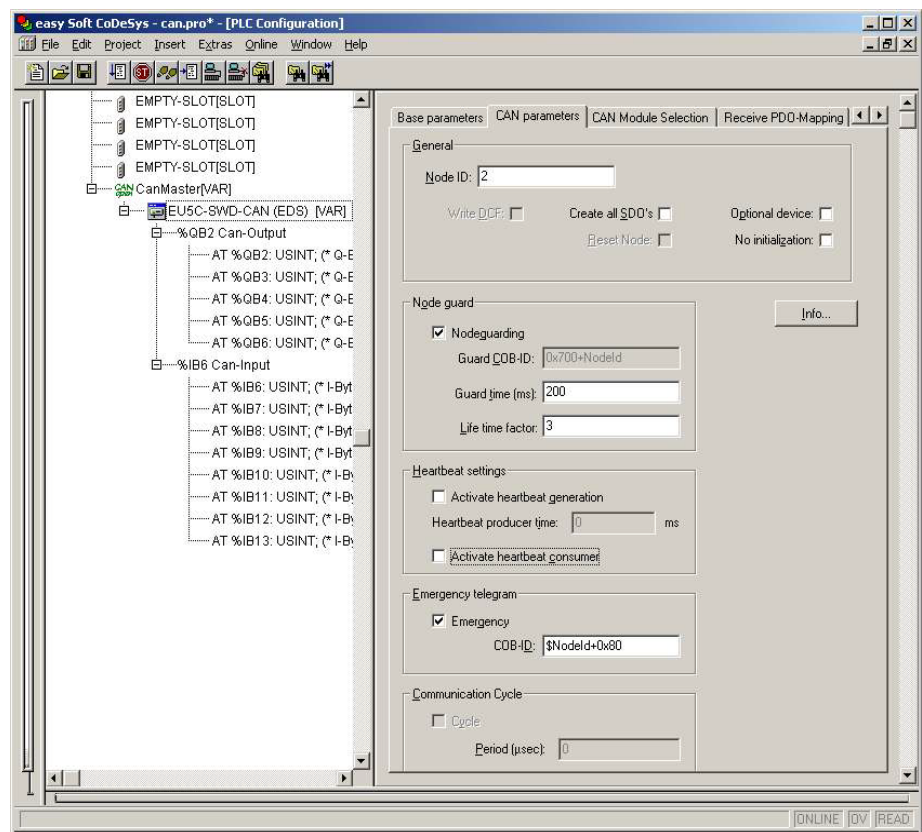 easy Soft CoDeSys - can.pro* - [PLC Configuration]
File Edit Project Insert Extras Online Window Help
EMPTY-SLOT[SLOT]
EMPTY-SLOT[SLOT]
EMPTY-SLOT[SLOT]
EMPTY-SLOT[SLOT]
CanMaster[VAR]
EU5C-SWD-CAN (EDS) [VAR]
%QB2 Can-Output
AT %QB2: USINT; (* Q-E
AT %QB3: USINT; (* Q-E
AT %QB4: USINT; (* Q-E
AT %QB5: USINT; (* Q-E
AT %QB6: USINT; (* Q-E
%IB6 Can-Input
AT %IB6: USINT; (* I-Byt
AT %IB7: USINT; (* I-Byt
AT %IB8: USINT; (* I-Byt
AT %IB9: USINT; (* I-Byt
AT %IB10: USINT; (* I-By
AT %IB11: USINT; (* I-By
AT %IB12: USINT; (* I-By
AT %IB13: USINT; (* I-By
Base parameters CAN parameters CAN Module Selection Receive PDO-Mapping
General
Node ID: 2
Write DCF: Create all SDO's Optional device:
Reset Node: No initialization:
Node guard
Info...
Nodeguarding
Guard COB-ID: 0x700+NodeId
Guard time (ms): 200
Life time factor: 3
Heartbeat settings
Activate heartbeat generation
Heartbeat producer time: 0 ms
Activate heartbeat consumer
Emergency telegram
Emergency
COB-ID: $NodeId+0x80
Communication Cycle
Cycle
Period (µsec): 0
ONLINE OV READ